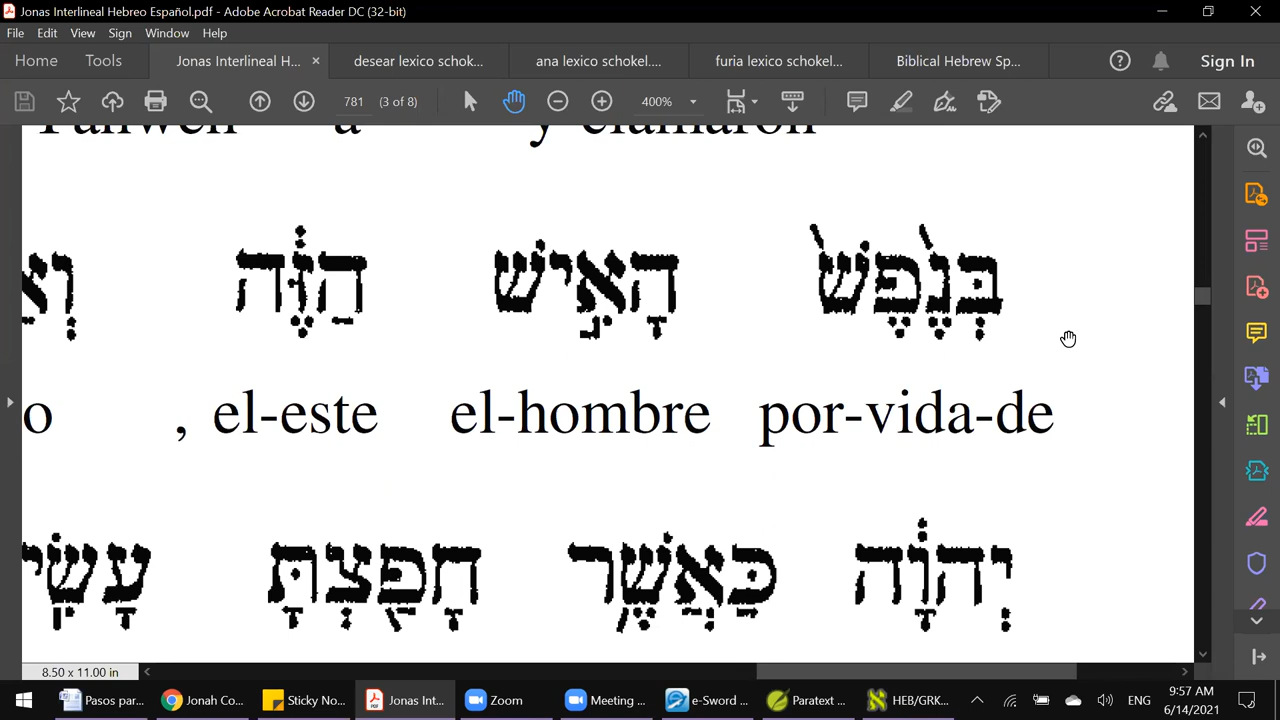 Jonas Interlineal Hebreo Español.pdf - Adobe Acrobat Reader DC (32-bit)
File Edit View Sign Window Help
Home Tools Jonas Interlineal H... × desear lexico schok... ana lexico schokel.... furia lexico schokel... Biblical Hebrew Sp... Sign In
781 (3 of 8) 400%
a y clamaron
בְּנֶ֙פֶשׁ֙ הָאִ֣ישׁ הַזֶּ֔ה
por-vida-de el-hombre el-este , o
יְהוָ֔ה כַּאֲשֶׁ֥ר חָפַ֖צְתָּ
8.50 x 11.00 in
Pasos par... Jonah Co... Sticky No... Jonas Int... Zoom Meeting ... e-Sword ... Paratext ... HEB/GRK... ENG 9:57 AM
6/14/2021